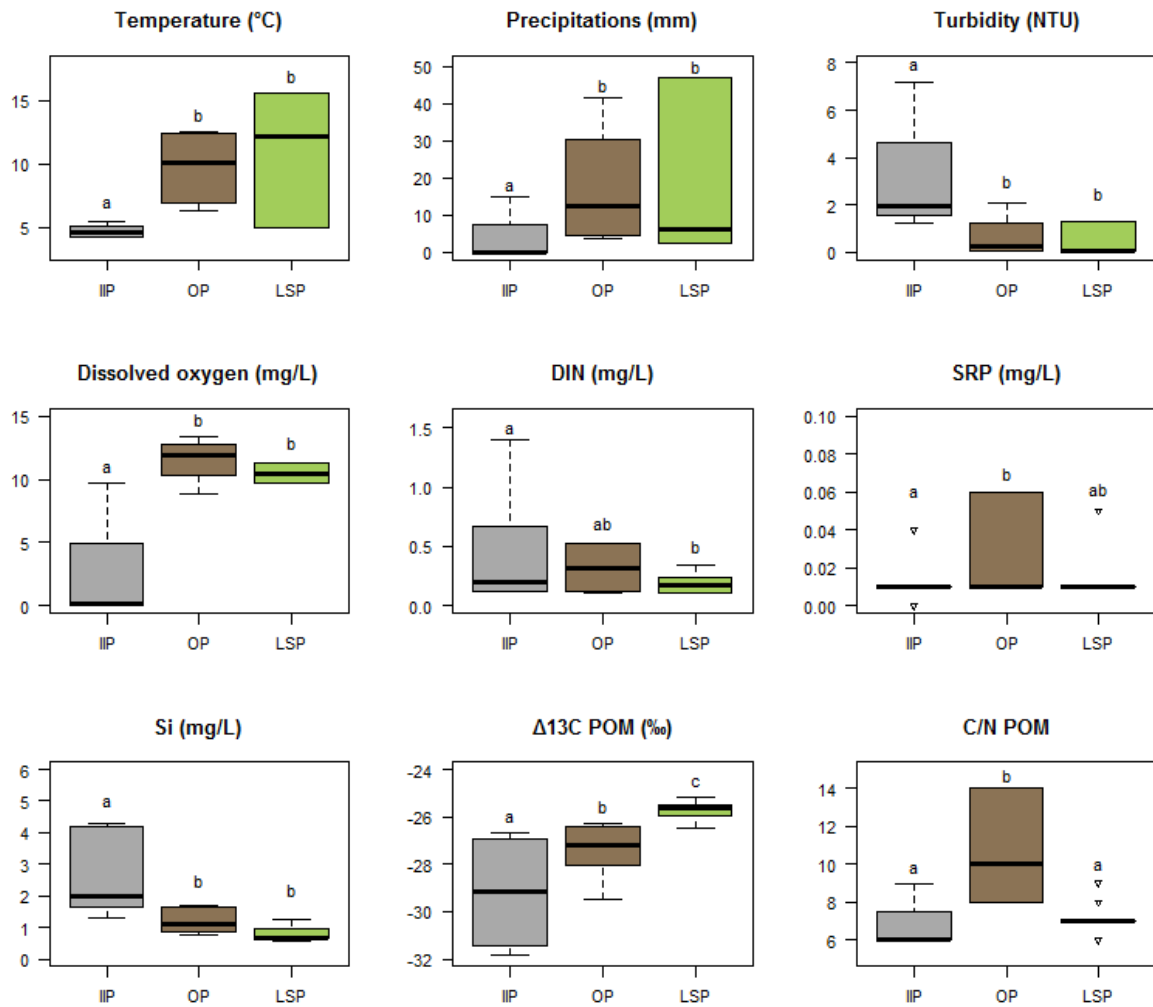 Temperature (°C) Precipitations (mm) Turbidity (NTU)
15 10 5
a b b
IIP OP LSP
50 40 30 20 10 0
a b b
IIP OP LSP
8 6 4 2 0
a b b
IIP OP LSP
Dissolved oxygen (mg/L) DIN (mg/L) SRP (mg/L)
15 10 5 0
a b b
IIP OP LSP
1.5 1.0 0.5 0.0
a ab b
IIP OP LSP
0.10 0.08 0.06 0.04 0.02 0.00
a b ab
IIP OP LSP
Si (mg/L) Δ13C POM (‰) C/N POM
6 5 4 3 2 1 0
a b b
IIP OP LSP
-24 -26 -28 -30 -32
a b c
IIP OP LSP
14 12 10 8 6
a b a
IIP OP LSP